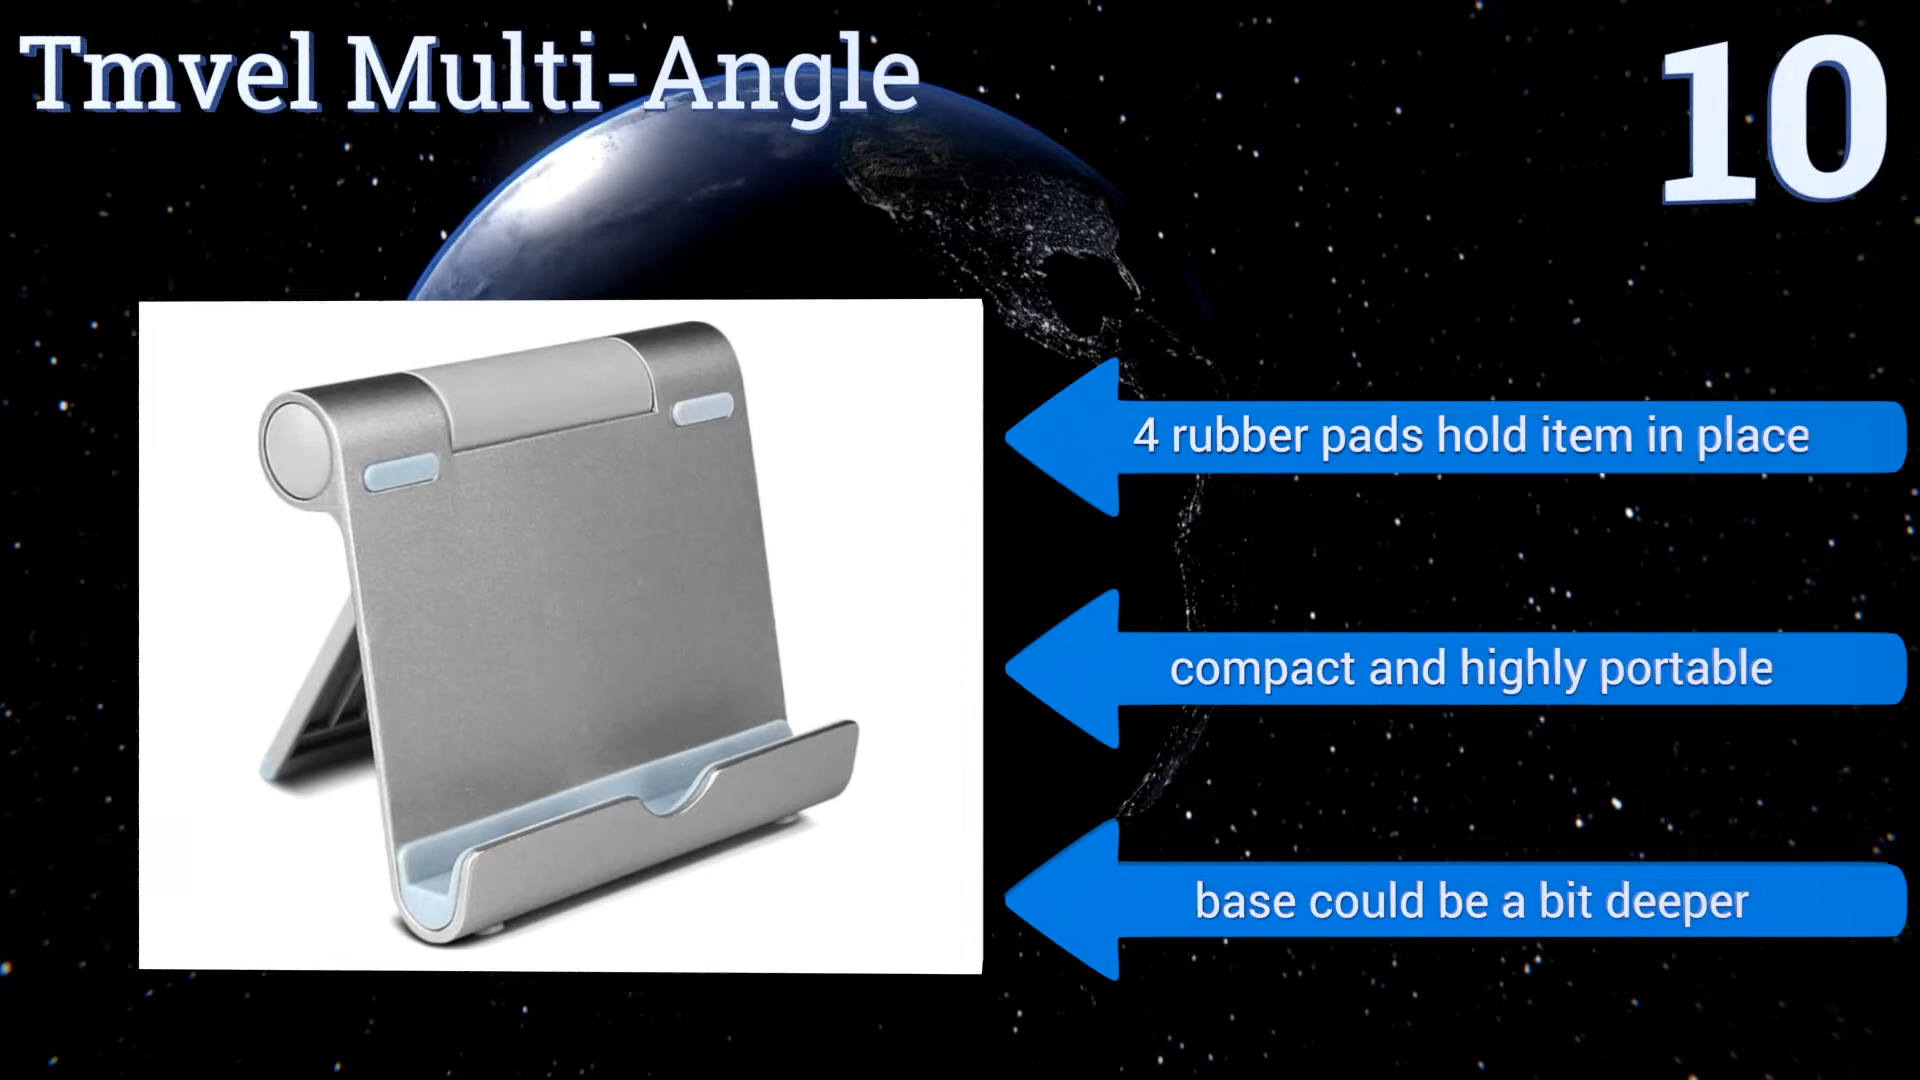 Tmvel Multi-Angle
10
4 rubber pads hold item in place
compact and highly portable
base could be a bit deeper